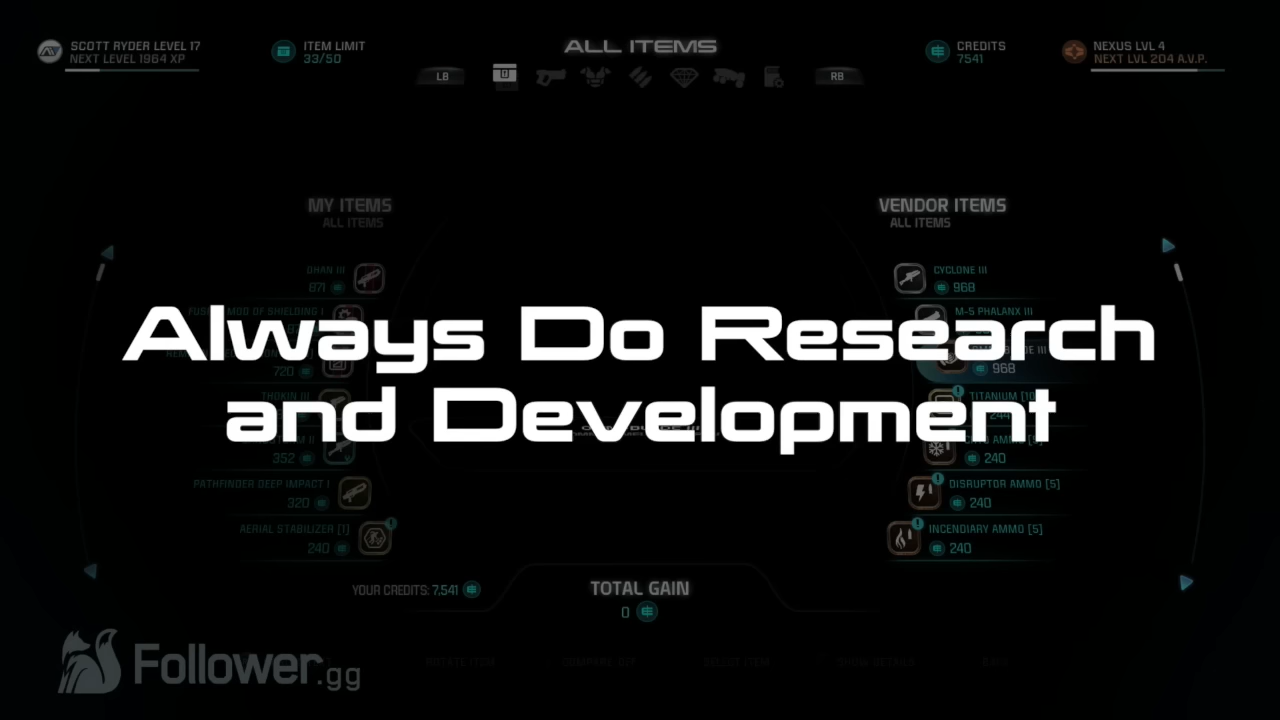 SCOTT RYDER LEVEL 17
NEXT LEVEL 1964 XP
ITEM LIMIT
33/50
ALL ITEMS
LB
RB
CREDITS
7541
NEXUS LVL 4
NEXT LVL 204 A.V.P.
MY ITEMS
ALL ITEMS
VENDOR ITEMS
ALL ITEMS
DHAN III
871
CYCLONE III
968
M-5 PHALANX III
968
Always Do Research
and Development
720
THOKIN III
TITANIUM
352
240
PATHFINDER DEEP IMPACT I
320
DISRUPTOR AMMO [5]
240
AERIAL STABILIZER [1]
240
INCENDIARY AMMO [5]
240
YOUR CREDITS: 7,541
TOTAL GAIN
0
Follower.gg